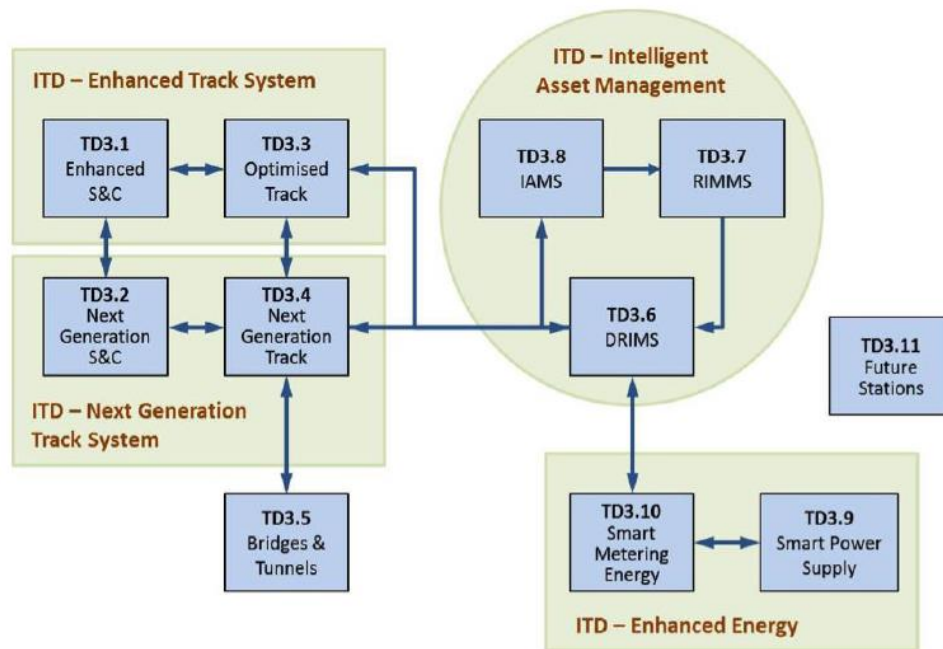 ITD – Enhanced Track System
TD3.1
Enhanced
S&C
TD3.3
Optimised
Track
TD3.2
Next
Generation
S&C
TD3.4
Next
Generation
Track
ITD – Next Generation
Track System
TD3.5
Bridges &
Tunnels
ITD – Intelligent
Asset Management
TD3.8
IAMS
TD3.7
RIMMS
TD3.6
DRIMS
TD3.11
Future
Stations
TD3.10
Smart
Metering
Energy
TD3.9
Smart Power
Supply
ITD – Enhanced Energy